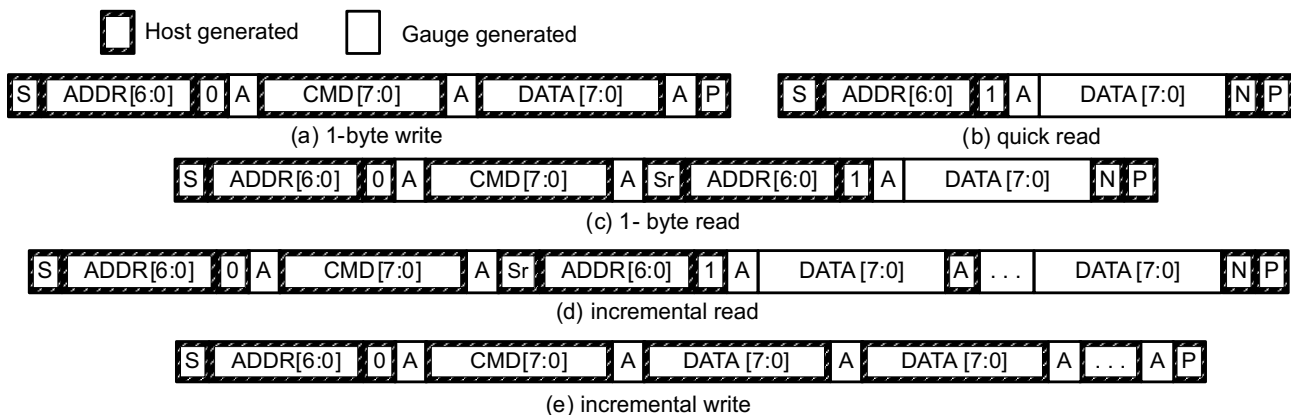 Host generated Gauge generated
S ADDR[6:0] 0 A CMD[7:0] A DATA[7:0] A P
(a) 1-byte write
S ADDR[6:0] 1 A DATA[7:0] N P
(b) quick read
S ADDR[6:0] 0 A CMD[7:0] A Sr ADDR[6:0] 1 A DATA[7:0] N P
(c) 1- byte read
S ADDR[6:0] 0 A CMD[7:0] A Sr ADDR[6:0] 1 A DATA[7:0] A . . . DATA[7:0] N P
(d) incremental read
S ADDR[6:0] 0 A CMD[7:0] A DATA[7:0] A DATA[7:0] A . . . A P
(e) incremental write